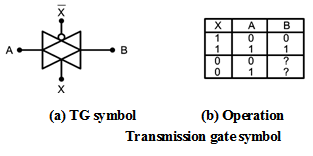 X̅
A
B
X
X A B
1 0 0
1 1 1
0 0 ?
0 1 ?
(a) TG symbol (b) Operation
Transmission gate symbol